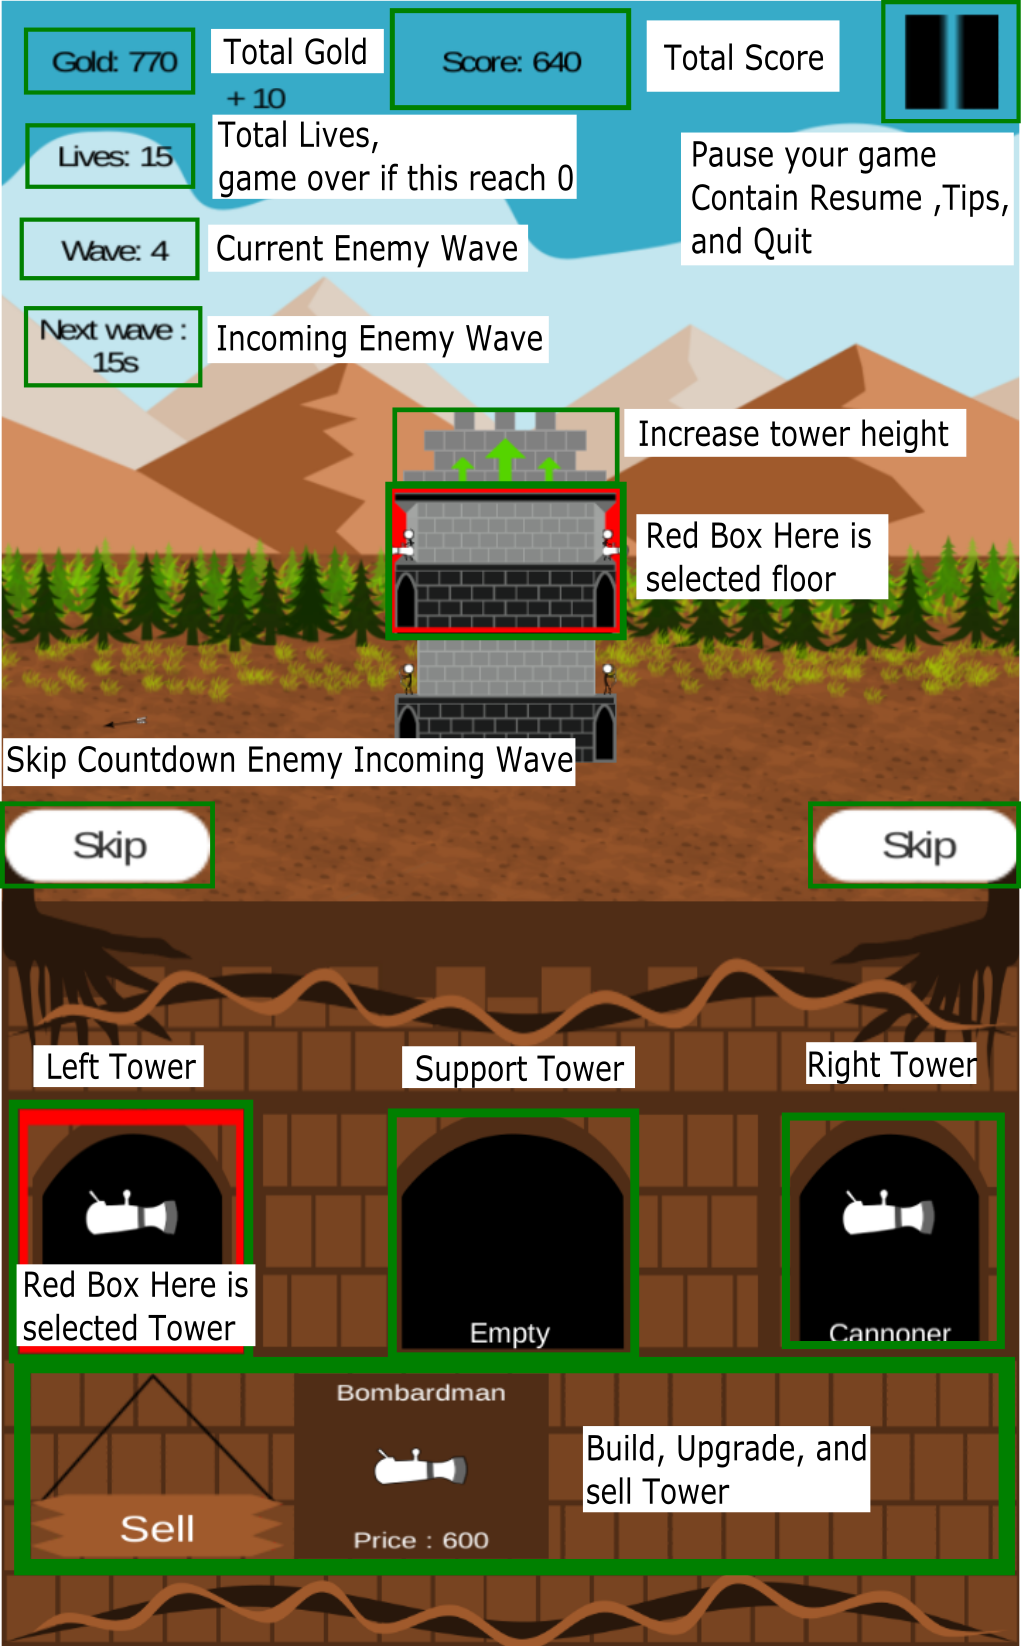 Gold: 770
Total Gold
+ 10
Score: 640
Total Score
Lives: 15
Total Lives,
game over if this reach 0
Pause your game
Contain Resume ,Tips,
and Quit
Wave: 4
Current Enemy Wave
Next wave :
15s
Incoming Enemy Wave
Increase tower height
Red Box Here is
selected floor
Skip Countdown Enemy Incoming Wave
Skip
Skip
Left Tower
Support Tower
Right Tower
Red Box Here is
selected Tower
Empty
Cannoner
Bombardman
Price : 600
Sell
Build, Upgrade, and
sell Tower